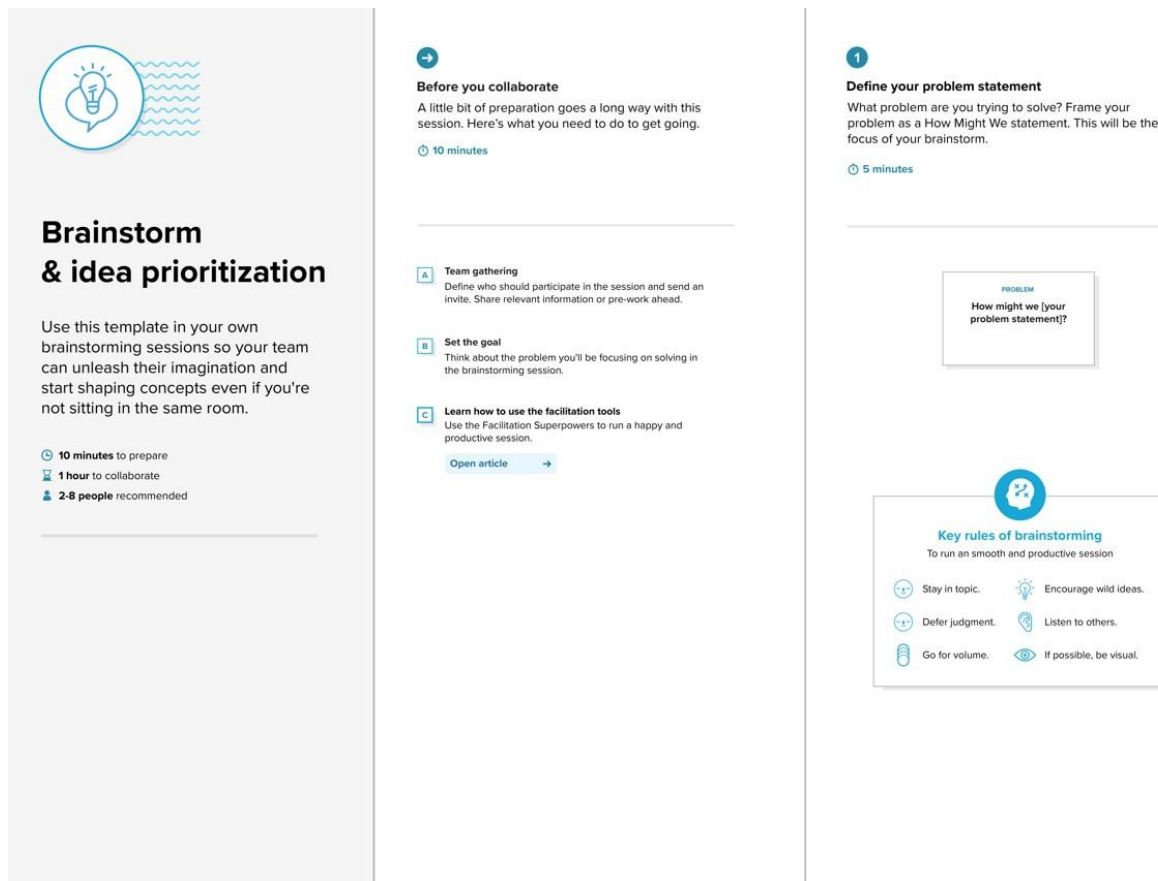 Brainstorm
& idea prioritization
Use this template in your own
brainstorming sessions so your team
can unleash their imagination and
start shaping concepts even if you're
not sitting in the same room.
10 minutes to prepare
1 hour to collaborate
2-8 people recommended
Before you collaborate
A little bit of preparation goes a long way with this
session. Here's what you need to do to get going.
10 minutes
A
Team gathering
Define who should participate in the session and send an
invite. Share relevant information or pre-work ahead.
B
Set the goal
Think about the problem you'll be focusing on solving in
the brainstorming session.
C
Learn how to use the facilitation tools
Use the Facilitation Superpowers to run a happy and
productive session.
Open article
1
Define your problem statement
What problem are you trying to solve? Frame your
problem as a How Might We statement. This will be the
focus of your brainstorm.
5 minutes
PROBLEM
How might we [your
problem statement]?
Key rules of brainstorming
To run an smooth and productive session
Stay in topic.
Encourage wild ideas.
Defer judgment.
Listen to others.
Go for volume.
If possible, be visual.